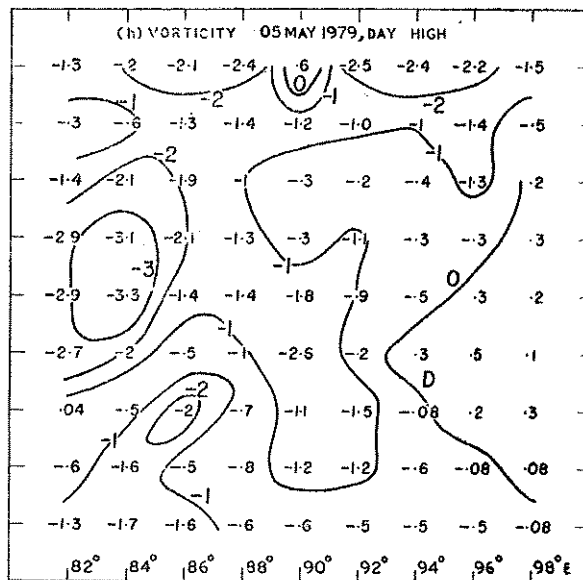 (h) VORTICITY 05 MAY 1979, DAY HIGH
-1.3 -2 -2.1 -2.4 .6 -2.5 -2.4 -2.2 -1.5
0
-1 -2 -1 -2
-.3 -.6 -1.3 -1.4 -1.2 -1.0 -1 -1.4 -.5
-2 -1
-1.4 -2.1 -1.9 -1 -.3 -.2 -.4 -1.3 .2
-2.9 -3.1 -2.1 -1.3 -.3 -1.1 -.3 -.3 .3
-3 -1 0
-2.9 -3.3 -1.4 -1.4 -1.8 -.9 -.5 .3 .2
-1
-2.7 -2 -.5 -1 -2.6 -.2 .3 .5 .1
-2 D
.04 -.5 -2 -.7 -1.1 -1.5 -.08 .2 .3
-1
-.6 -1.6 -.5 -.8 -1.2 -1.2 -.6 -.08 .08
-1
-1.3 -1.7 -1.6 -.6 -.6 -.5 -.5 -.5 -.08
82° 84° 86° 88° 90° 92° 94° 96° 98°E